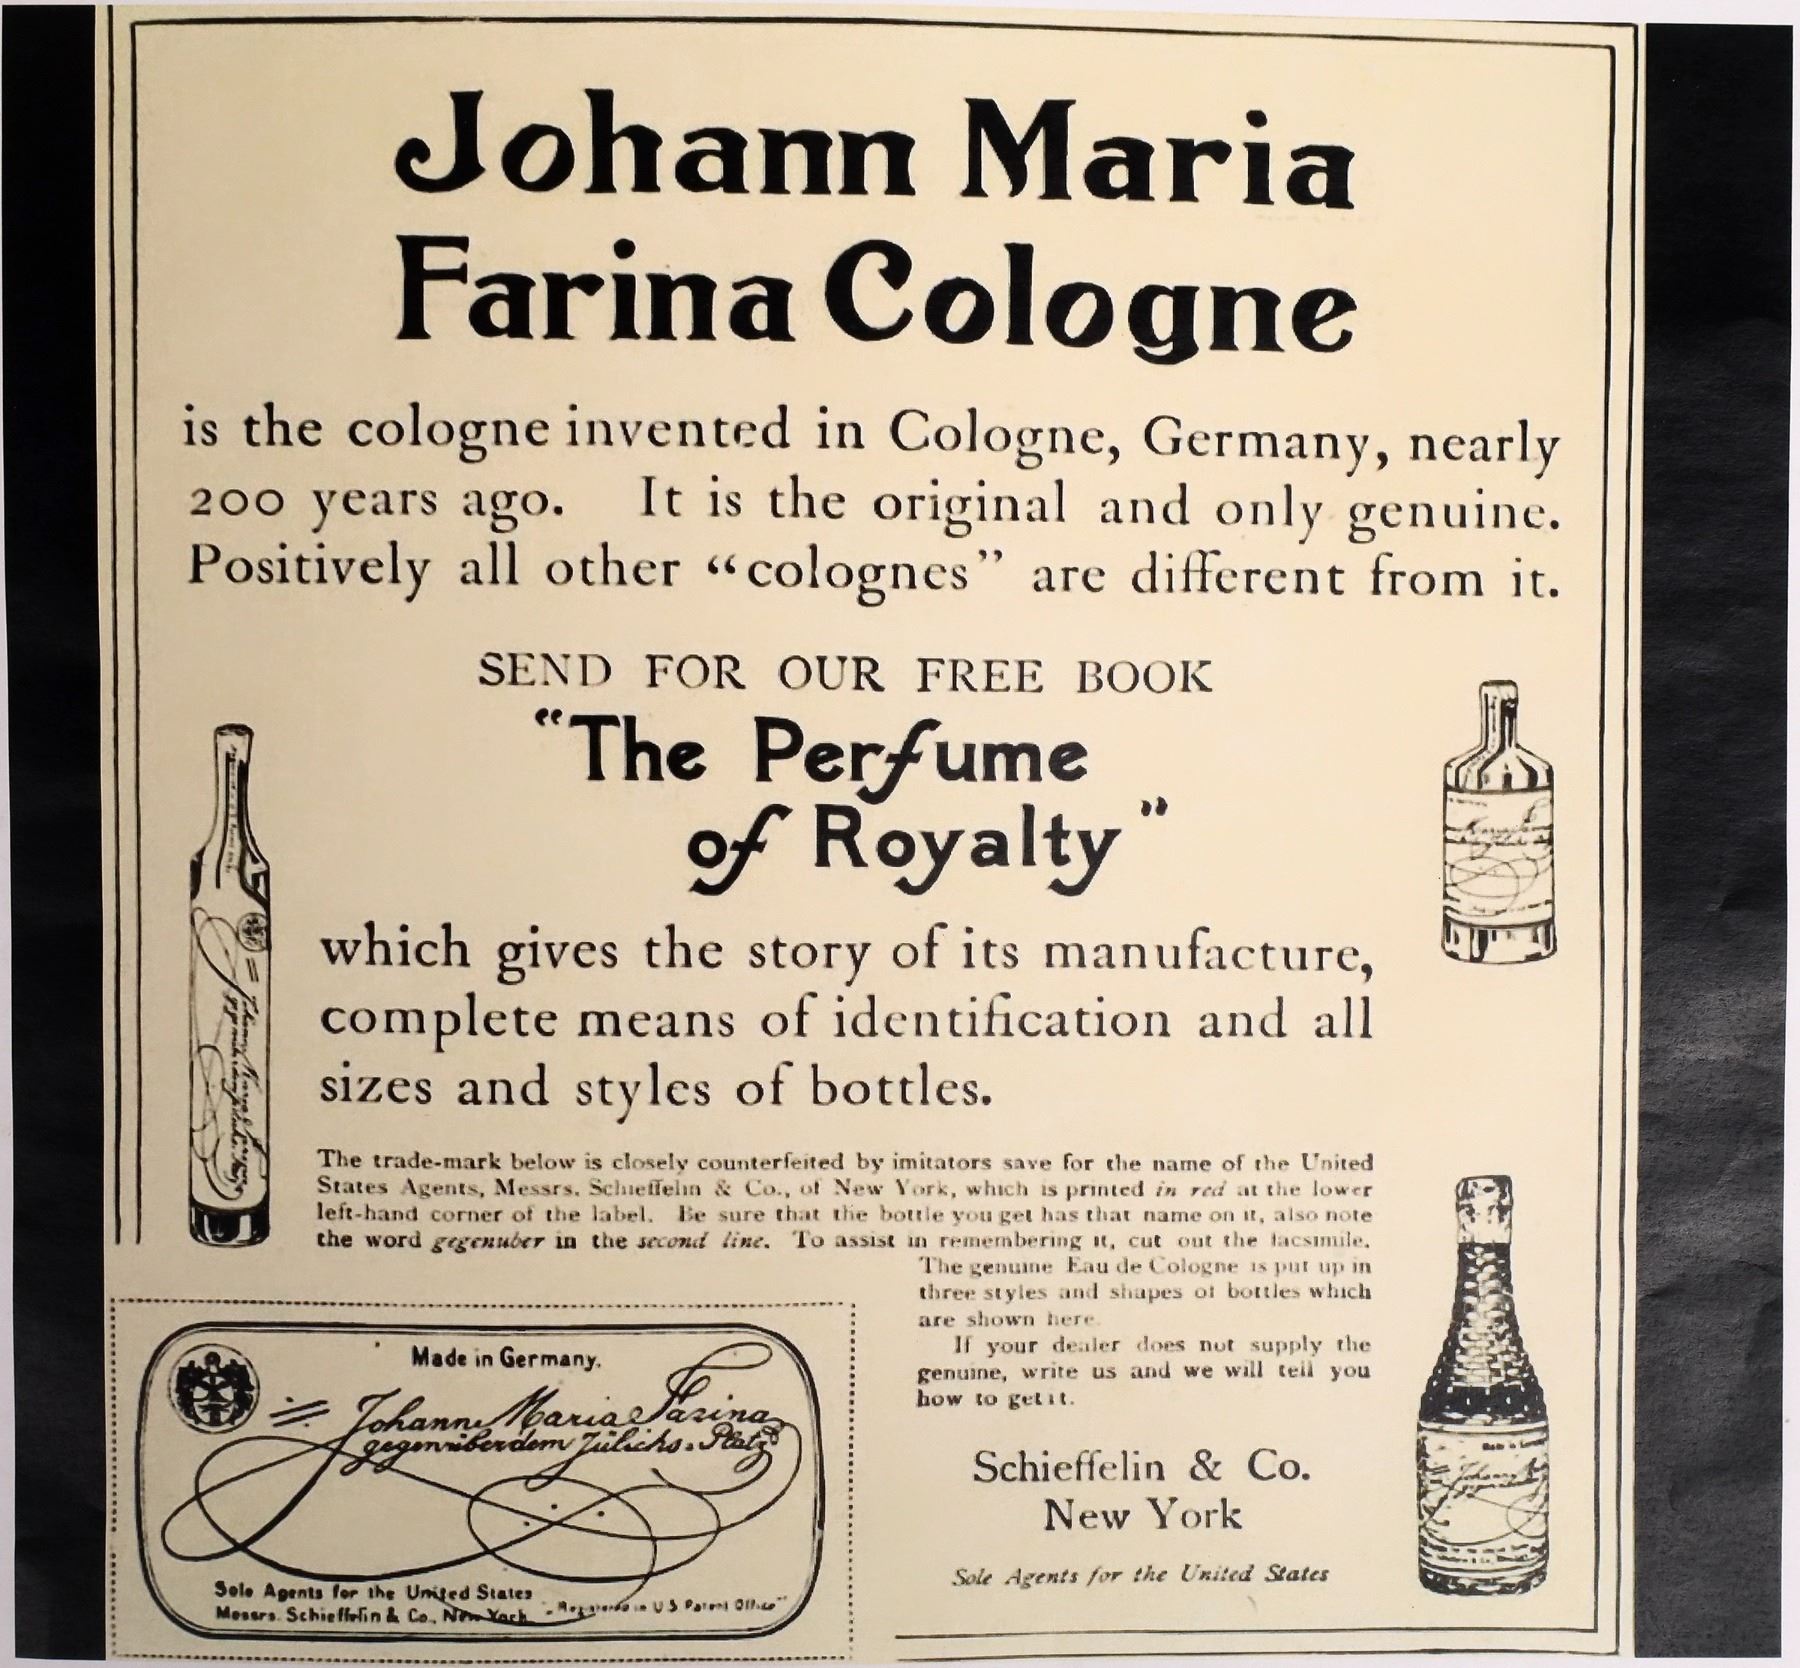 Johann Maria
Farina Cologne
is the cologne invented in Cologne, Germany, nearly
200 years ago. It is the original and only genuine.
Positively all other “colognes” are different from it.
SEND FOR OUR FREE BOOK
“The Perfume
of Royalty”
which gives the story of its manufacture,
complete means of identification and all
sizes and styles of bottles.
The trade-mark below is closely counterfeited by imitators save for the name of the United
States Agents, Messrs. Schieffelin & Co., of New York, which is printed in red at the lower
left-hand corner of the label. Be sure that the bottle you get has that name on it, also note
the word gegenuber in the second line. To assist in remembering it, cut out the facsimile.
The genuine Eau de Cologne is put up in
three styles and shapes of bottles which
are shown here.
If your dealer does not supply the
genuine, write us and we will tell you
how to get it.
Schieffelin & Co.
New York
Sole Agents for the United States
Made in Germany.
Johann Maria Farina
gegenüber dem Jülichs-Platz
Sole Agents for the United States
Messrs. Schieffelin & Co., New York
"Registered in U.S Patent Office"